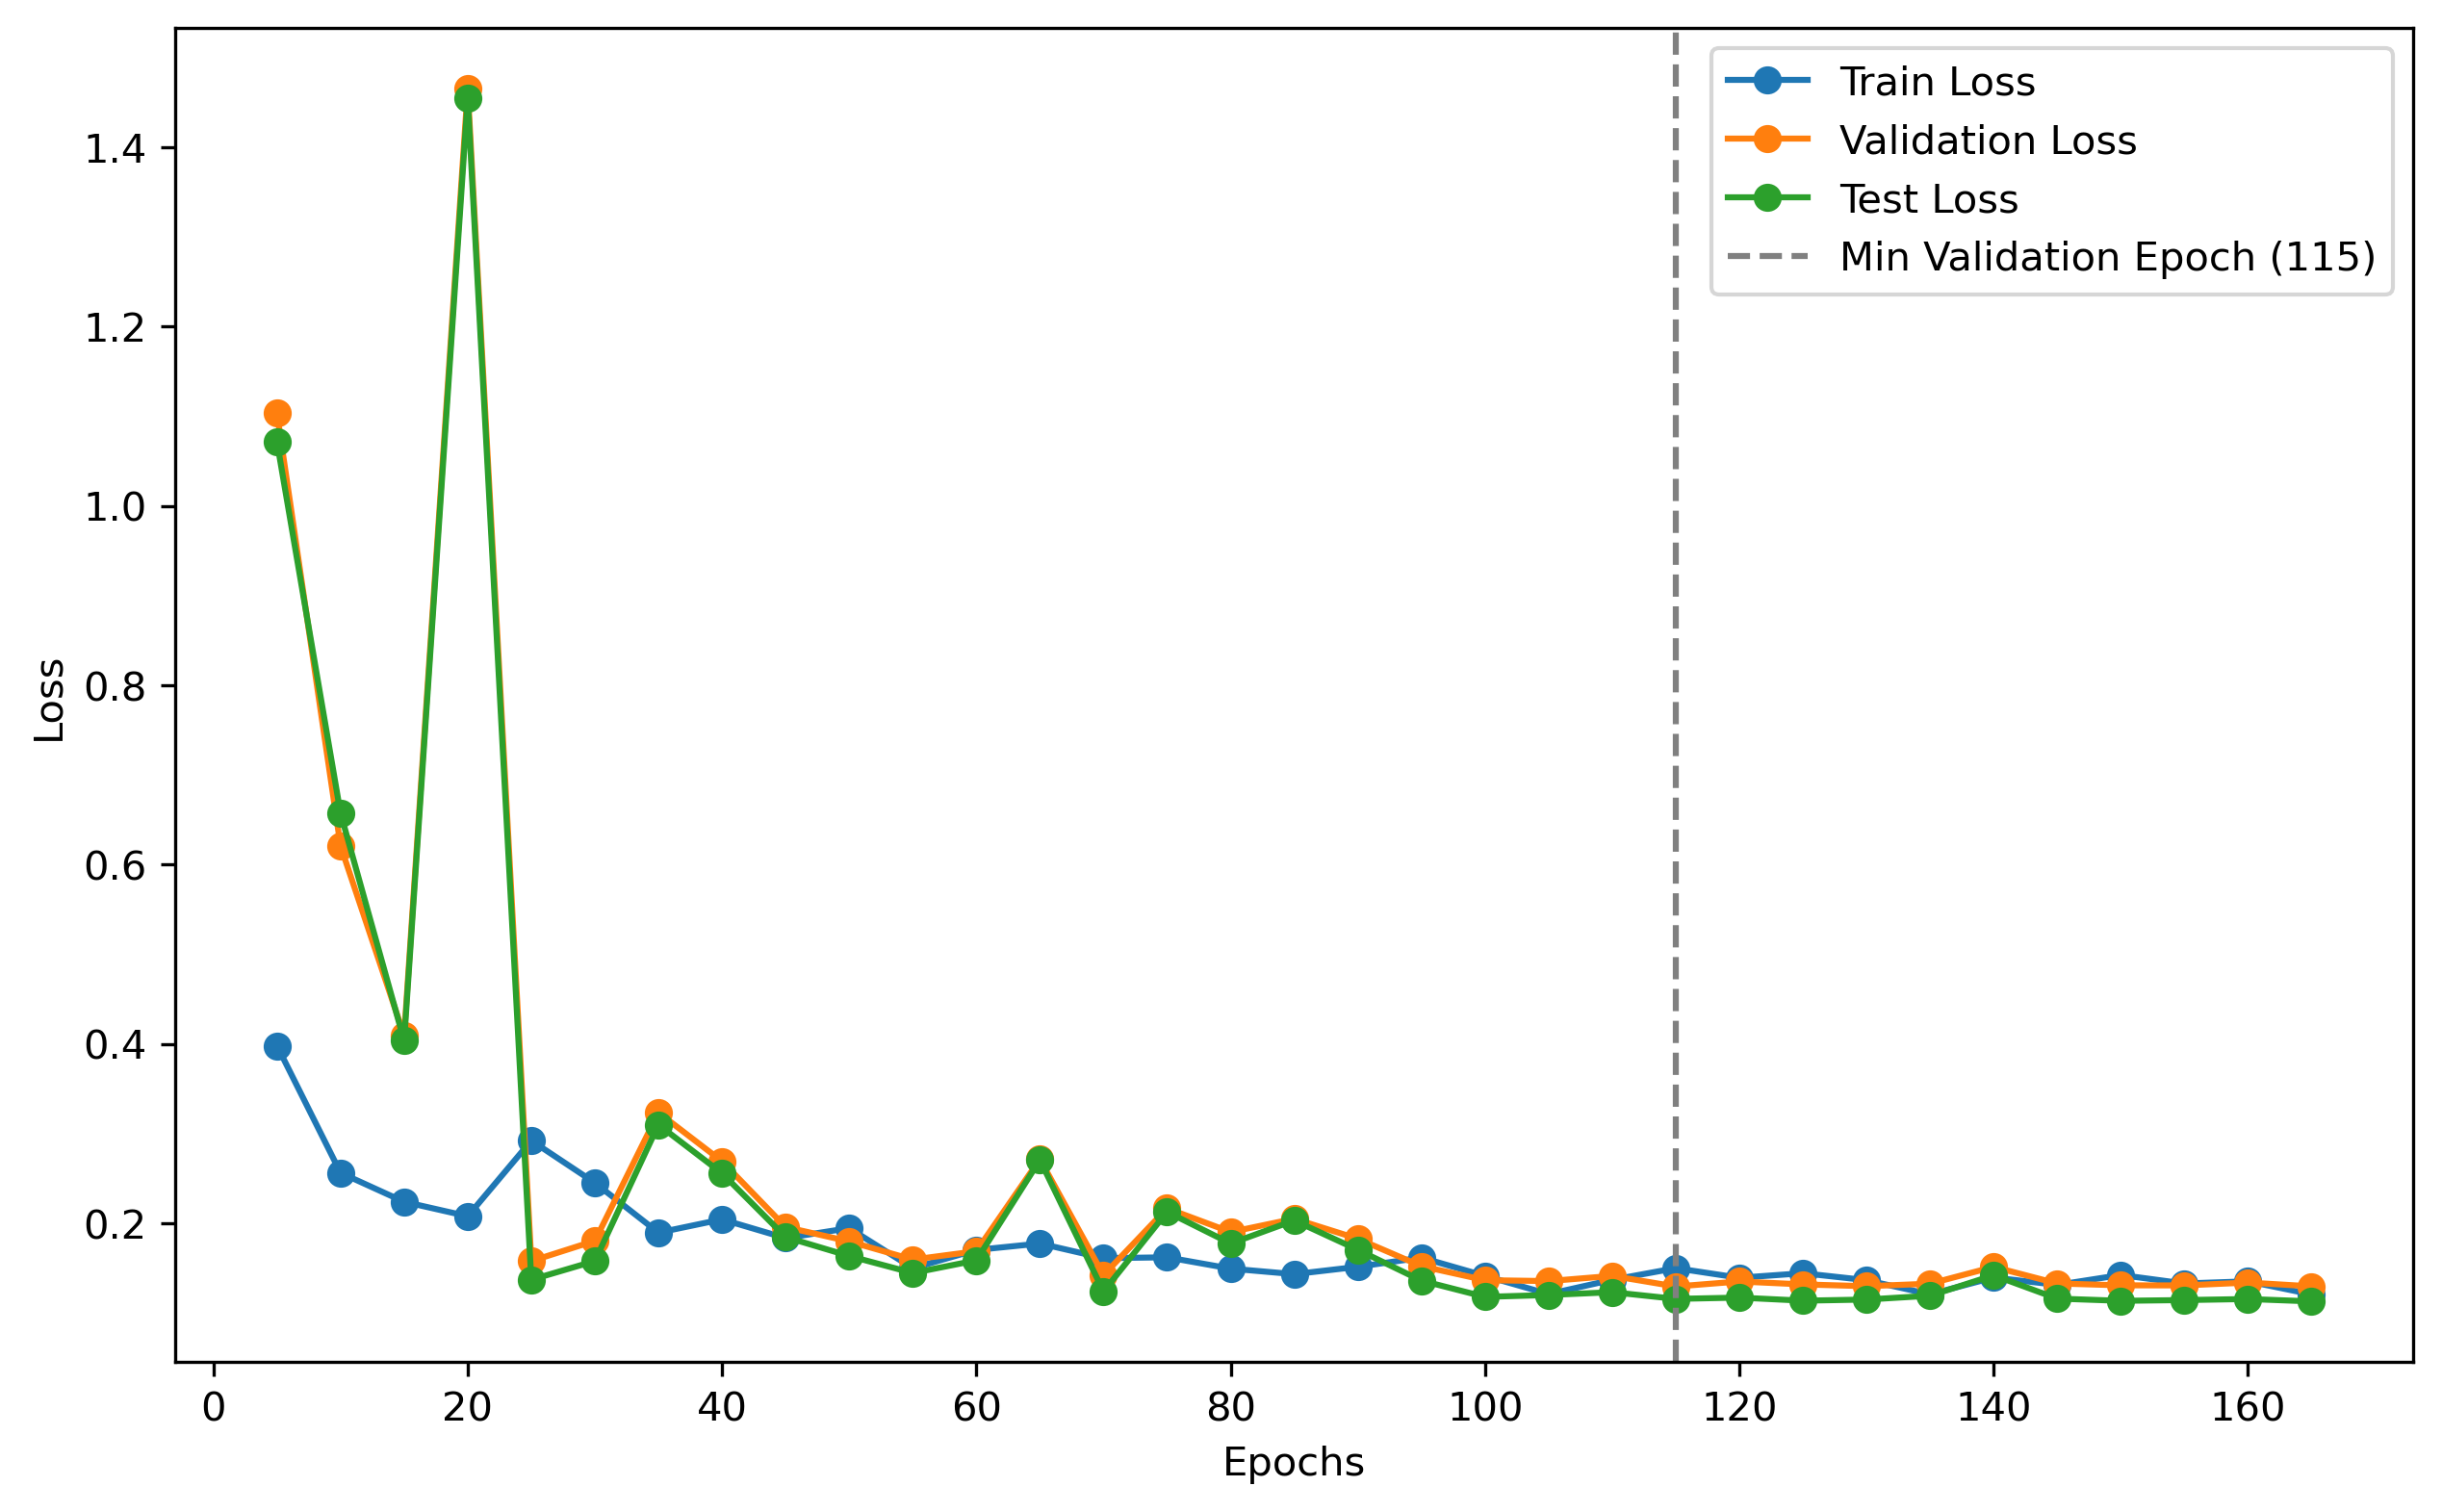 Train Loss
Validation Loss
Test Loss
Min Validation Epoch (115)
1.4
1.2
1.0
0.8
0.6
0.4
0.2
Loss
0 20 40 60 80 100 120 140 160
Epochs